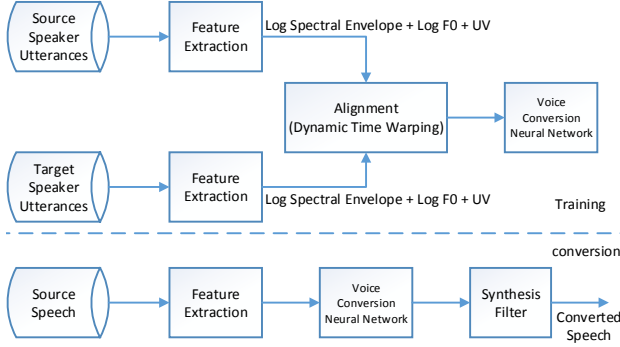 Source
Speaker
Utterances
Feature
Extraction
Log Spectral Envelope + Log F0 + UV
Alignment
(Dynamic Time Warping)
Voice
Conversion
Neural Network
Target
Speaker
Utterances
Feature
Extraction
Log Spectral Envelope + Log F0 + UV
Training
conversion
Source
Speech
Feature
Extraction
Voice
Conversion
Neural Network
Synthesis
Filter
Converted
Speech